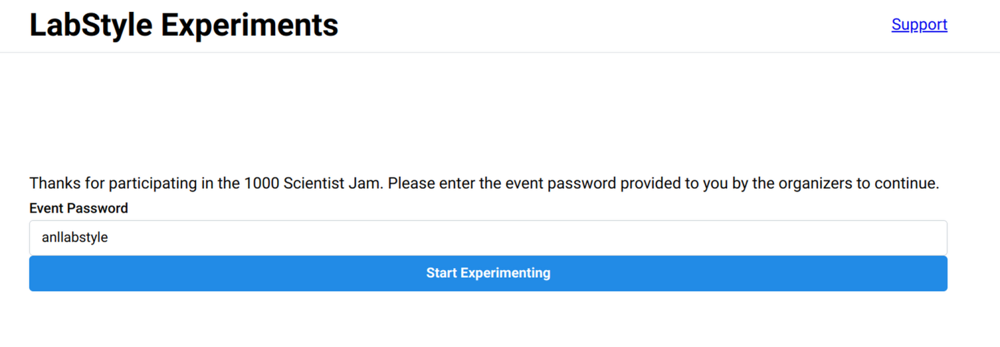 LabStyle Experiments
Support
Thanks for participating in the 1000 Scientist Jam. Please enter the event password provided to you by the organizers to continue.
Event Password
anllabstyle
Start Experimenting